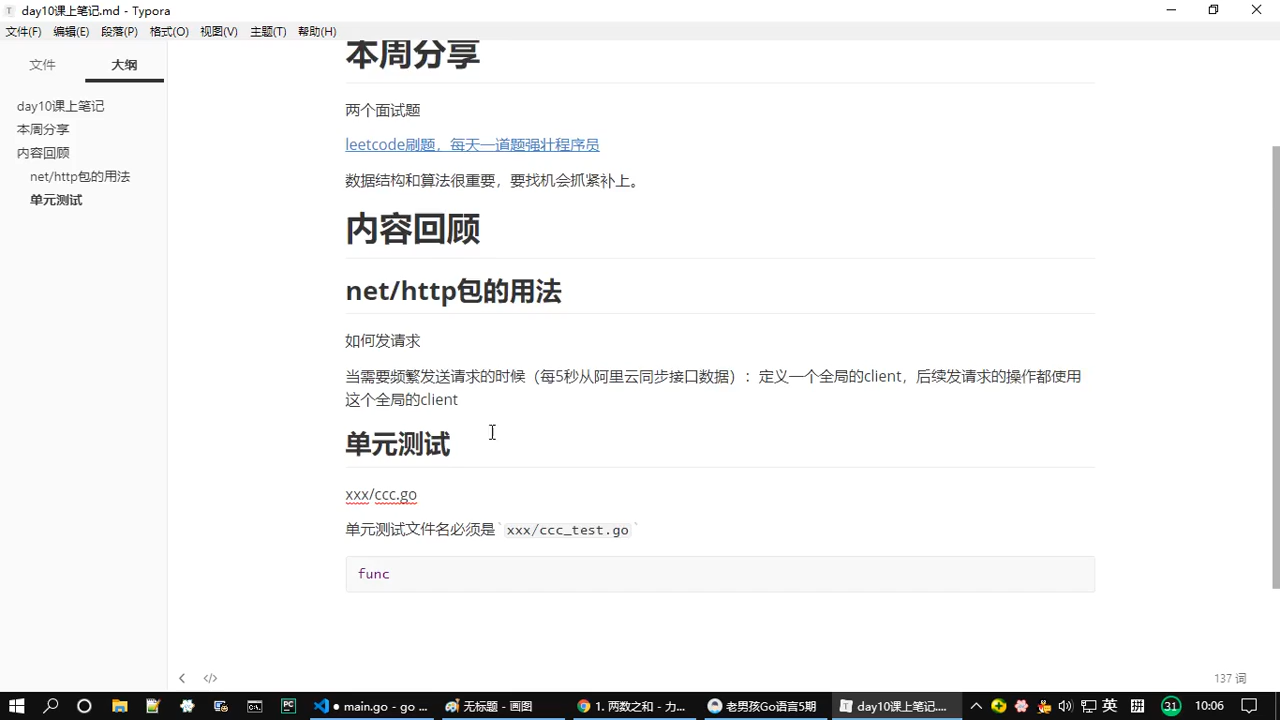 day10课上笔记.md - Typora
文件(F) 编辑(E) 段落(P) 格式(O) 视图(V) 主题(T) 帮助(H)
文件 大纲
day10课上笔记
本周分享
内容回顾
net/http包的用法
单元测试
本周分享
两个面试题
leetcode刷题，每天一道题强壮程序员
数据结构和算法很重要，要找机会抓紧补上。
内容回顾
net/http包的用法
如何发请求
当需要频繁发送请求的时候（每5秒从阿里云同步接口数据）：定义一个全局的client，后续发请求的操作都使用
这个全局的client
单元测试
xxx/ccc.go
单元测试文件名必须是`xxx/ccc_test.go`
func
137 词
● main.go - go ... 无标题 - 画图 1. 两数之和 - 力... 老男孩Go语言5期 day10课上笔记.... 英 31 10:06